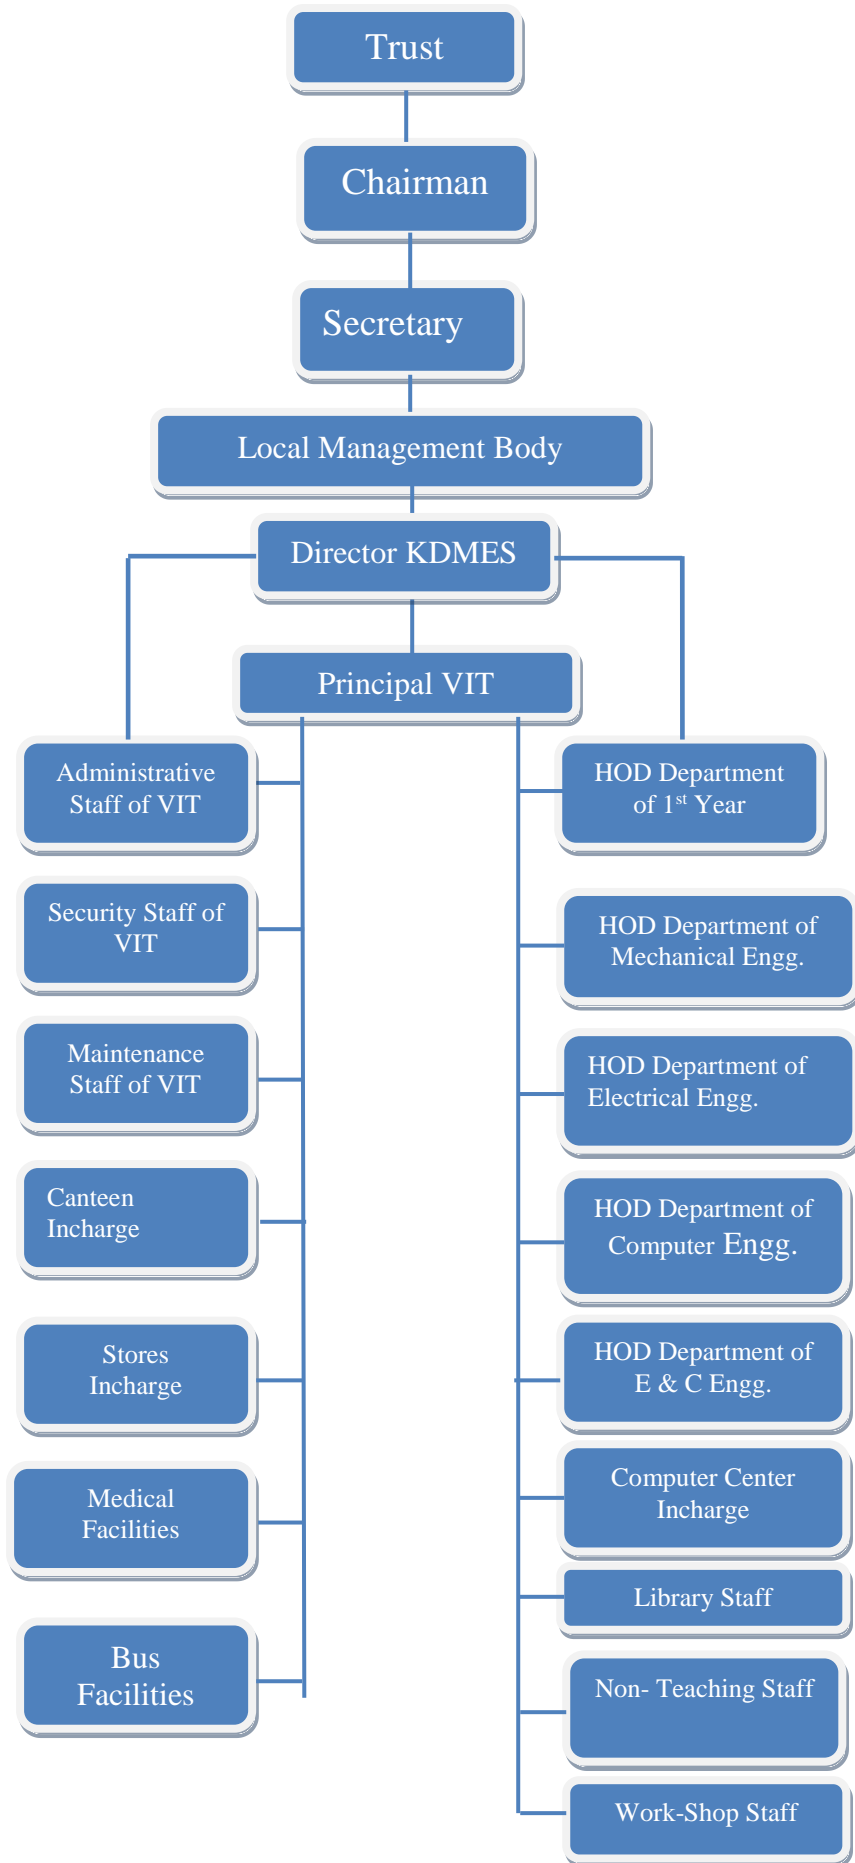 Trust
Chairman
Secretary
Local Management Body
Director KDMES
Principal VIT
Administrative
Staff of VIT
Security Staff of
VIT
Maintenance
Staff of VIT
Canteen
Incharge
Stores
Incharge
Medical
Facilities
Bus
Facilities
HOD Department
of 1st Year
HOD Department of
Mechanical Engg.
HOD Department of
Electrical Engg.
HOD Department of
Computer Engg.
HOD Department of
E & C Engg.
Computer Center
Incharge
Library Staff
Non- Teaching Staff
Work-Shop Staff